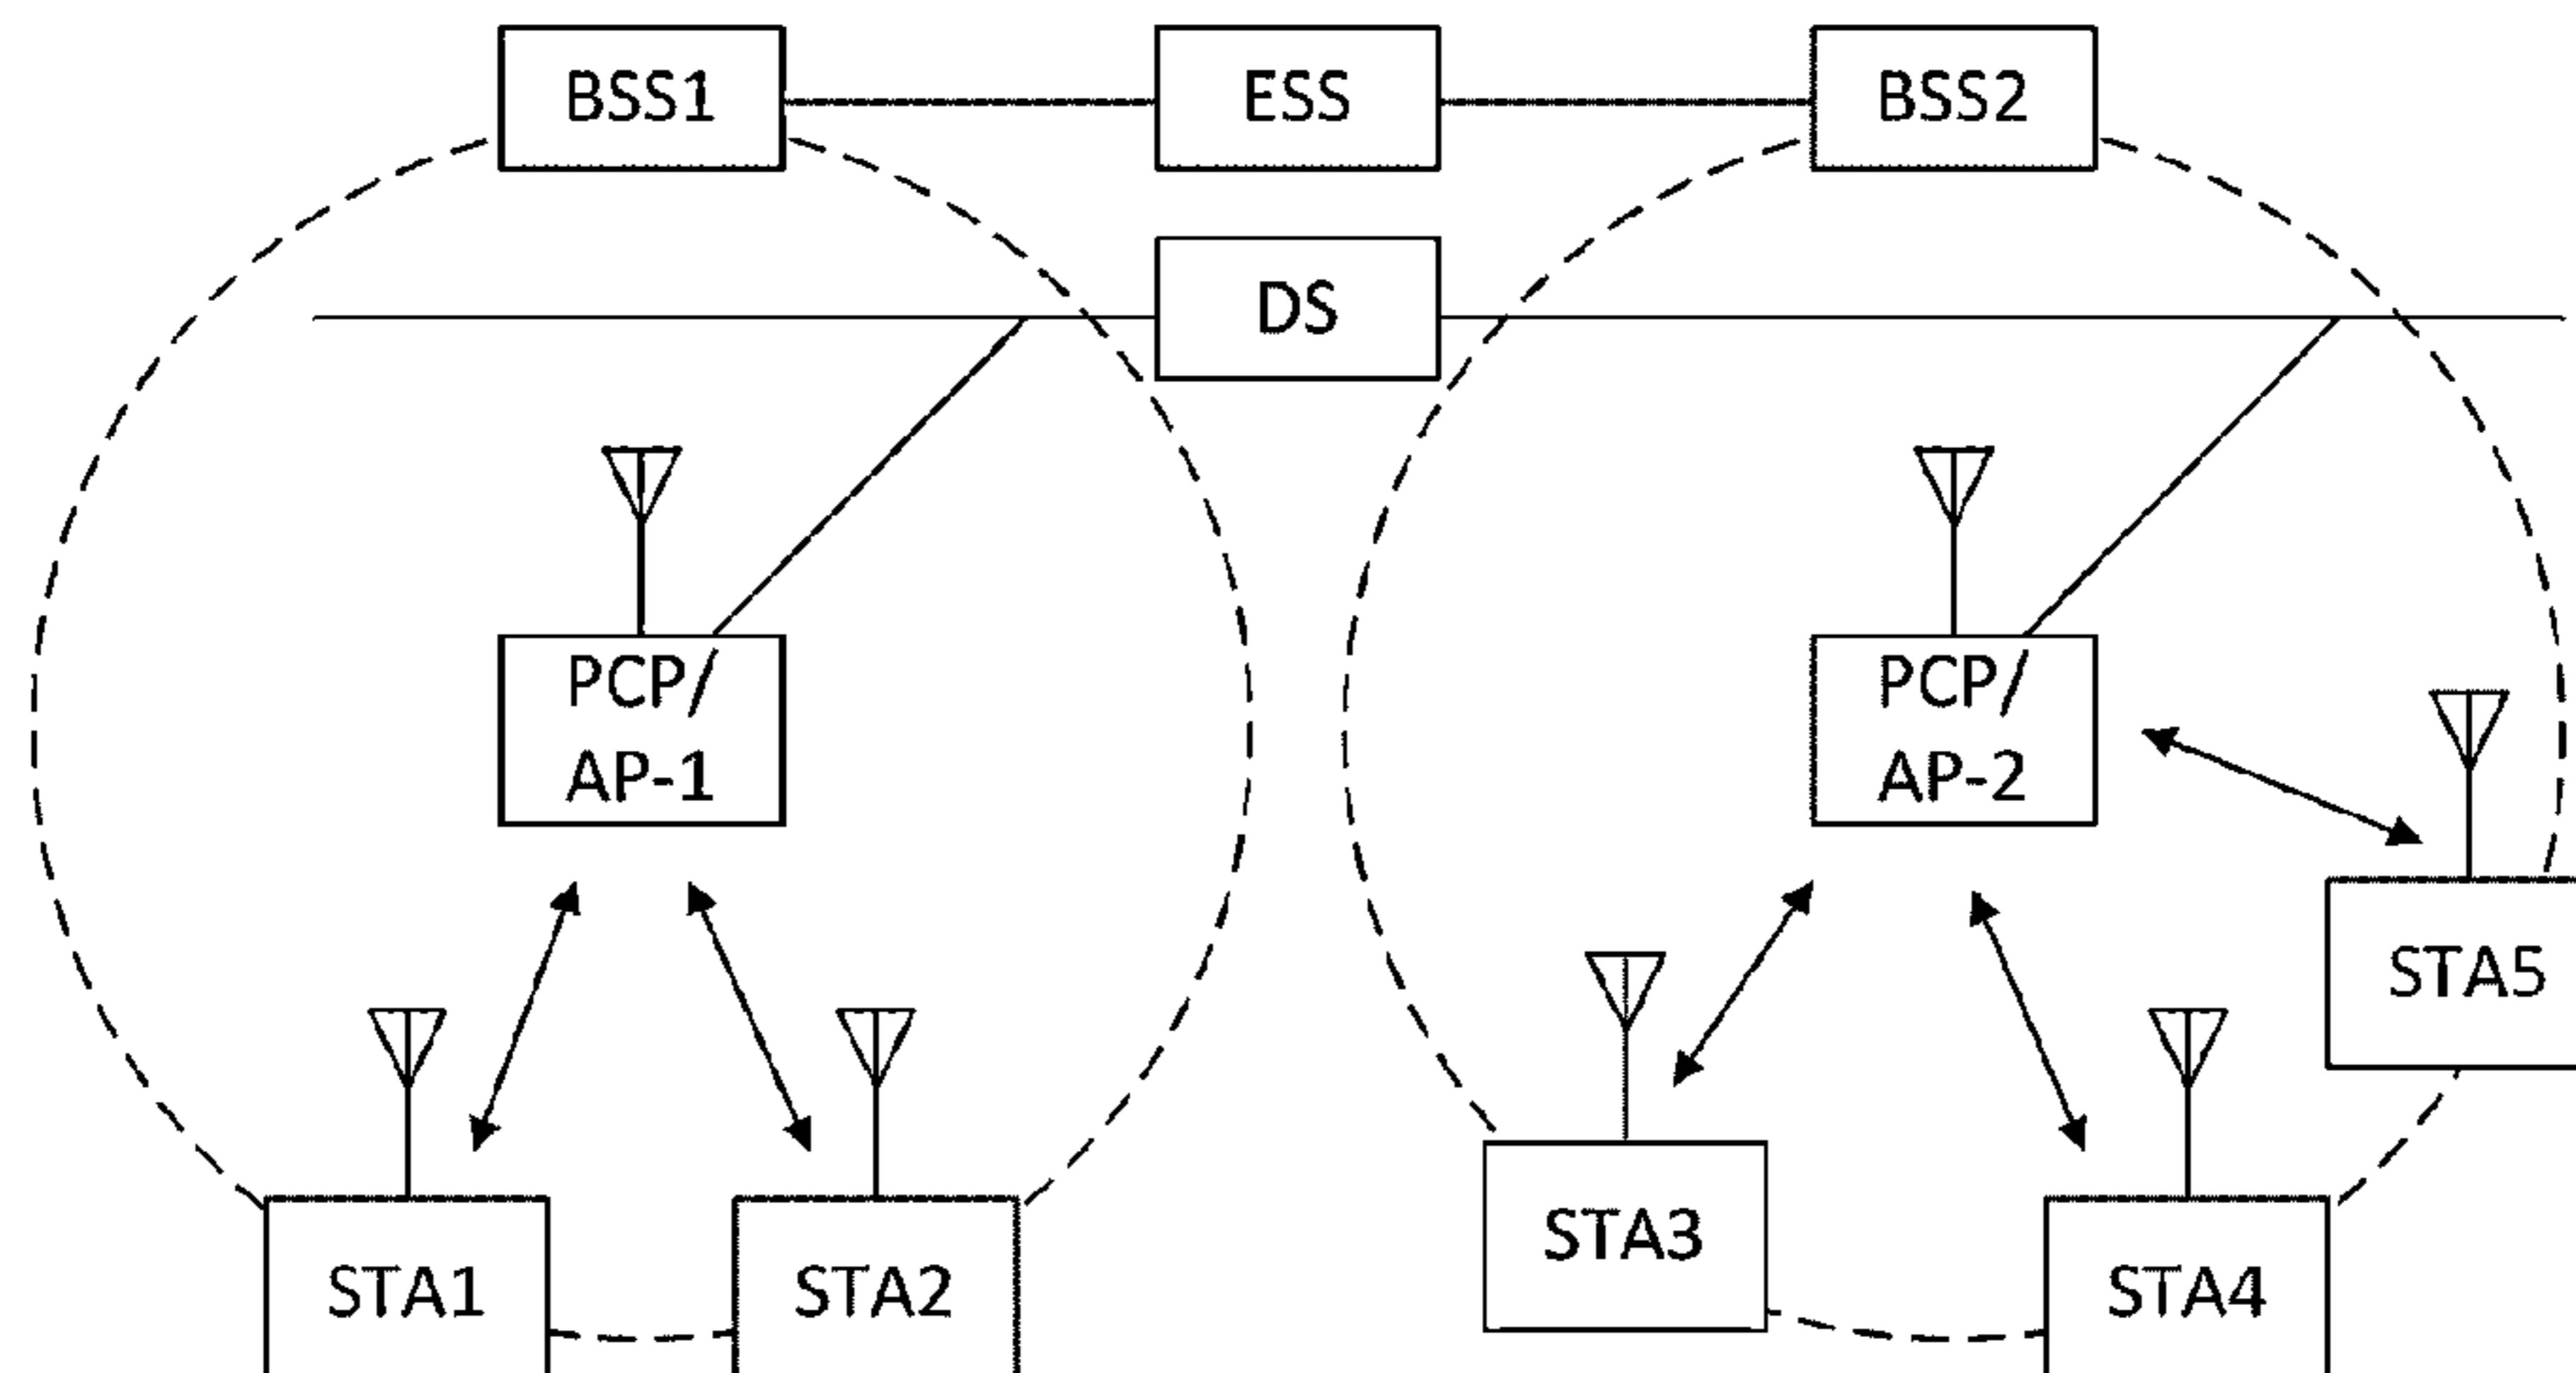 BSS1
ESS
BSS2
DS
PCP/
AP-1
PCP/
AP-2
STA5
STA3
STA1
STA2
STA4